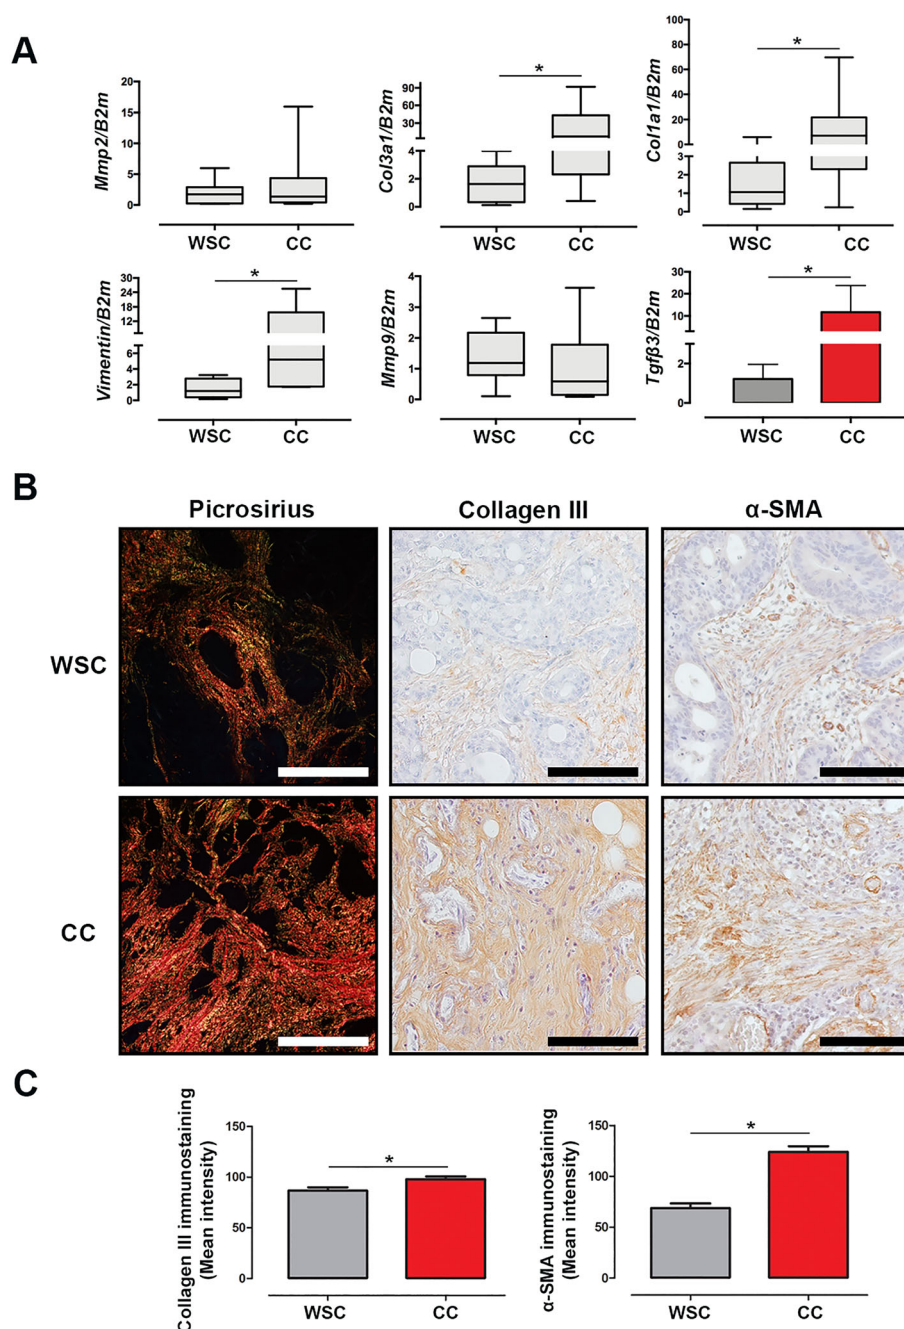 A
Mmp2/B2m
20
15
10
5
0
WSC CC
Col3a1/B2m
*
90
60
30
4
2
0
WSC CC
Col1a1/B2m
*
100
80
60
40
20
0
3
2
1
0
WSC CC
Vimentin/B2m
*
30
24
18
12
6
4
2
0
WSC CC
Mmp9/B2m
4
3
2
1
0
WSC CC
Tgfβ3/B2m
*
30
20
10
2
0
WSC CC
B
Picrosirius Collagen III α-SMA
WSC
CC
C
Collagen III immunostaining
(Mean intensity)
*
150
100
50
0
WSC CC
α-SMA immunostaining
(Mean intensity)
*
150
100
50
0
WSC CC